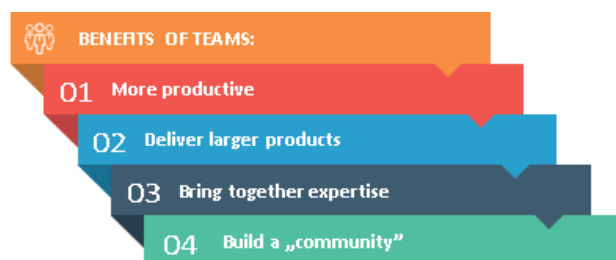 BENEFITS OF TEAMS:
01 More productive
02 Deliver larger products
03 Bring together expertise
04 Build a „community”